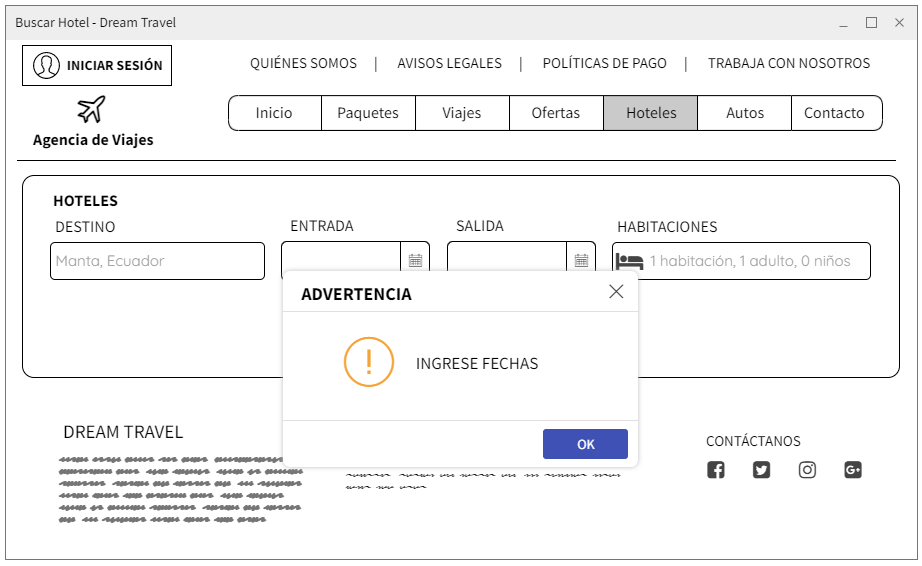 Buscar Hotel - Dream Travel
INICIAR SESIÓN
QUIÉNES SOMOS | AVISOS LEGALES | POLÍTICAS DE PAGO | TRABAJA CON NOSOTROS
Agencia de Viajes
Inicio Paquetes Viajes Ofertas Hoteles Autos Contacto
HOTELES
DESTINO ENTRADA SALIDA HABITACIONES
Manta, Ecuador 1 habitación, 1 adulto, 0 niños
ADVERTENCIA
INGRESE FECHAS
OK
DREAM TRAVEL
CONTÁCTANOS